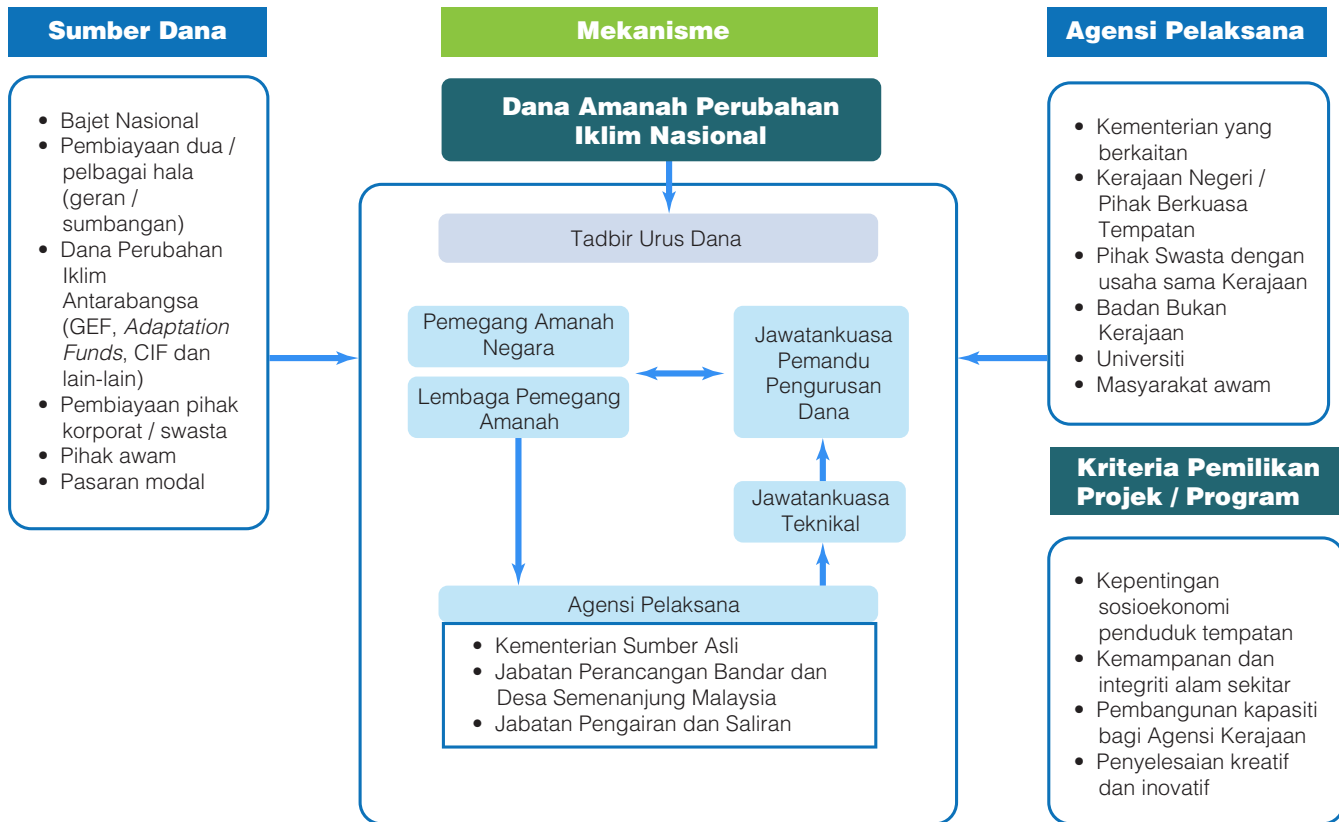 Sumber Dana
• Bajet Nasional
• Pembiayaan dua /
pelbagai hala
(geran /
sumbangan)
• Dana Perubahan
Iklim
Antarabangsa
(GEF, Adaptation
Funds, CIF dan
lain-lain)
• Pembiayaan pihak
korporat / swasta
• Pihak awam
• Pasaran modal
Mekanisme
Dana Amanah Perubahan
Iklim Nasional
Tadbir Urus Dana
Pemegang Amanah
Negara
Lembaga Pemegang
Amanah
Jawatankuasa
Pemandu
Pengurusan
Dana
Jawatankuasa
Teknikal
Agensi Pelaksana
• Kementerian Sumber Asli
• Jabatan Perancangan Bandar dan
Desa Semenanjung Malaysia
• Jabatan Pengairan dan Saliran
Agensi Pelaksana
• Kementerian yang
berkaitan
• Kerajaan Negeri /
Pihak Berkuasa
Tempatan
• Pihak Swasta dengan
usaha sama Kerajaan
• Badan Bukan
Kerajaan
• Universiti
• Masyarakat awam
Kriteria Pemilikan
Projek / Program
• Kepentingan
sosioekonomi
penduduk tempatan
• Kemampanan dan
integriti alam sekitar
• Pembangunan kapasiti
bagi Agensi Kerajaan
• Penyelesaian kreatif
dan inovatif